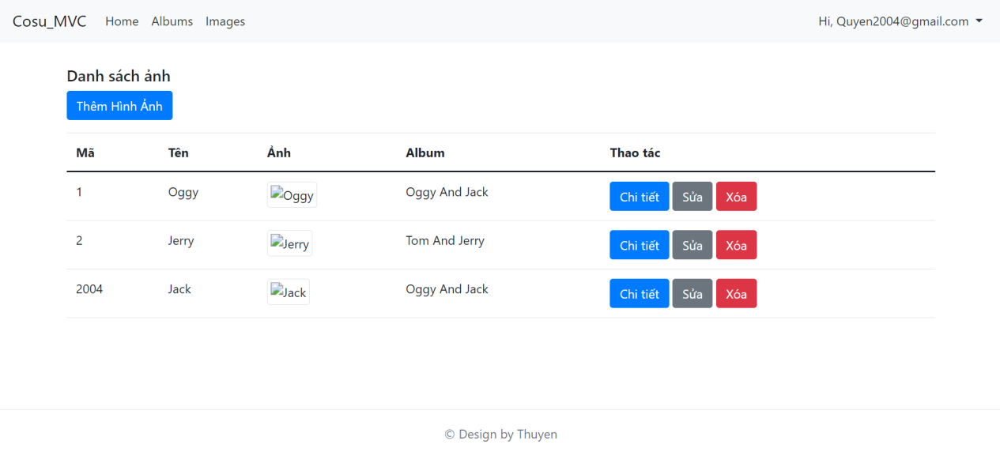 Cosu_MVC Home Albums Images Hi, Quyen2004@gmail.com
Danh sách ảnh
Thêm Hình Ảnh
Mã Tên Ảnh Album Thao tác
1 Oggy Oggy Oggy And Jack Chi tiết Sửa Xóa
2 Jerry Jerry Tom And Jerry Chi tiết Sửa Xóa
2004 Jack Jack Oggy And Jack Chi tiết Sửa Xóa
© Design by Thuyen